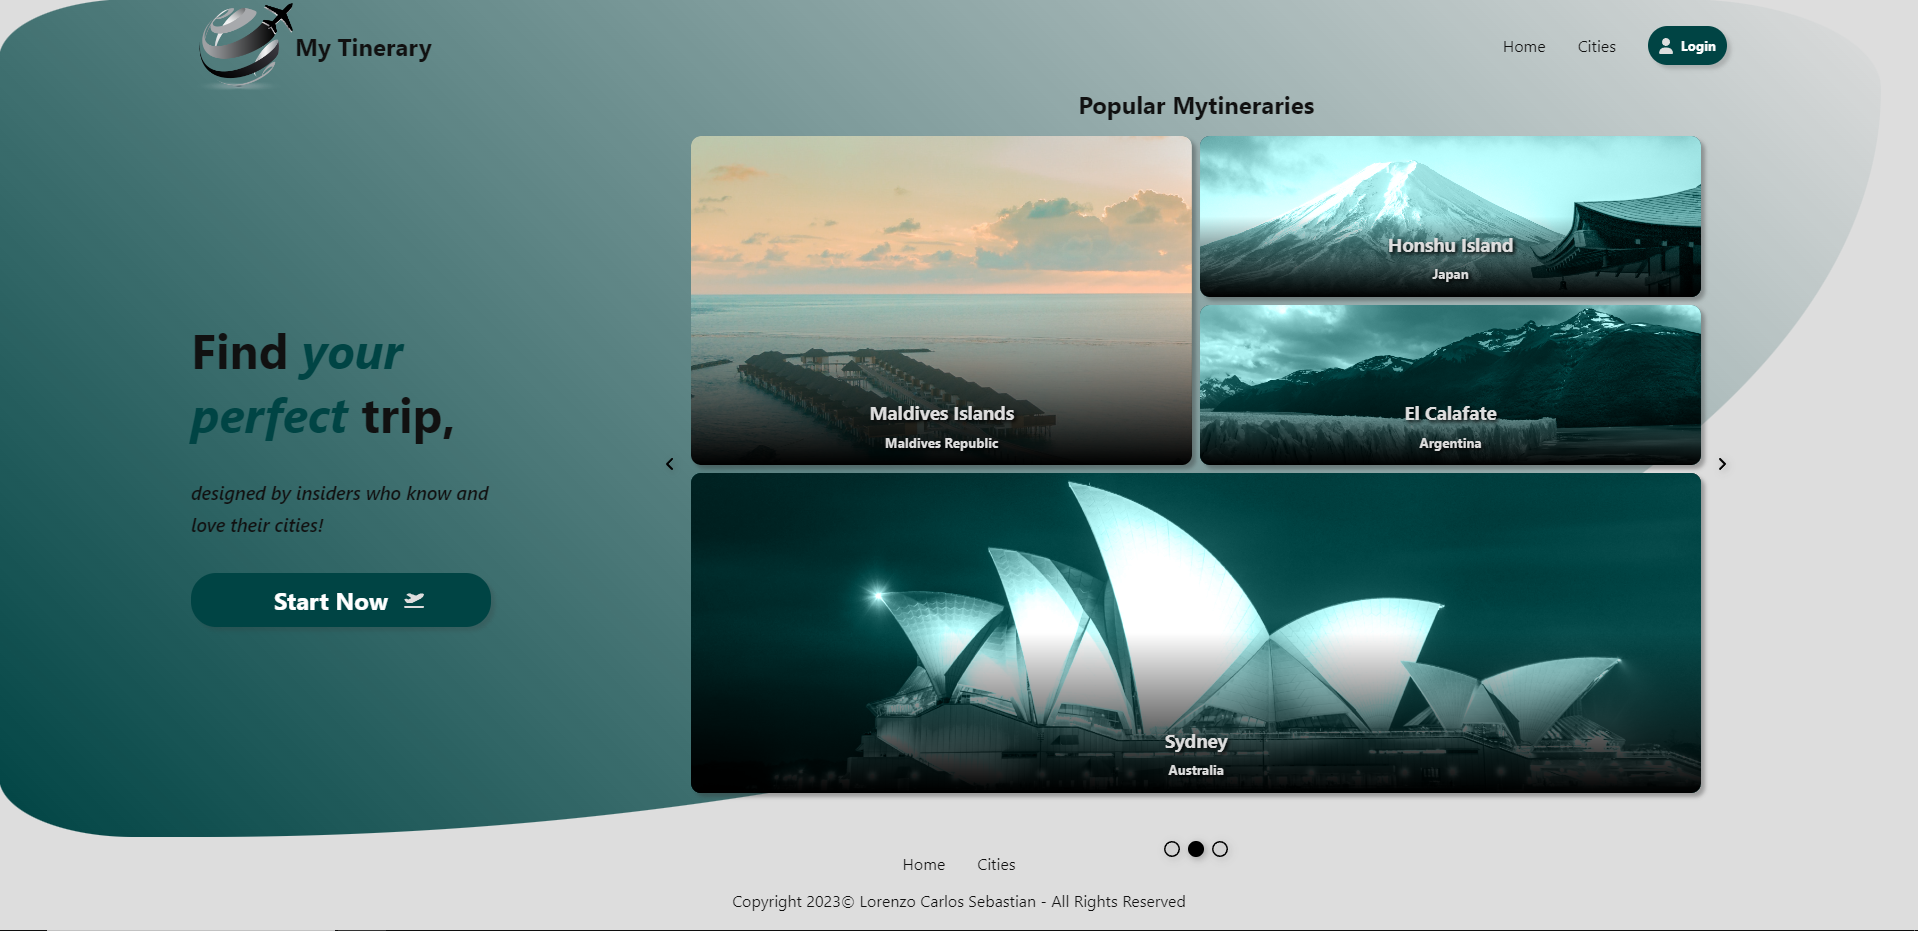 My Tinerary
Home
Cities
Login
Popular Mytineraries
Find your
perfect trip,
designed by insiders who know and
love their cities!
Start Now
Maldives Islands
Maldives Republic
Honshu Island
Japan
El Calafate
Argentina
Sydney
Australia
Home
Cities
Copyright 2023© Lorenzo Carlos Sebastian - All Rights Reserved